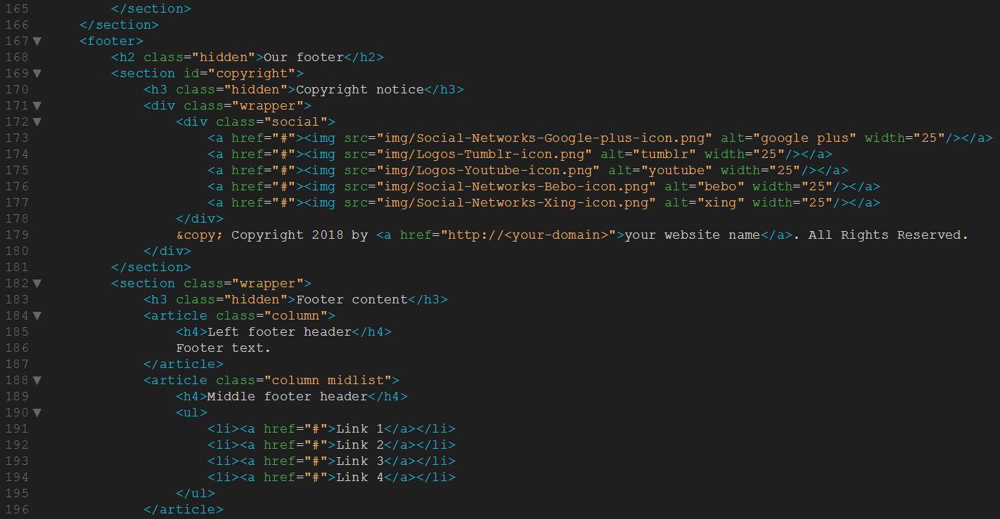 165         </section>
166     </section>
167 ▼   <footer>
168         <h2 class="hidden">Our footer</h2>
169 ▼       <section id="copyright">
170             <h3 class="hidden">Copyright notice</h3>
171 ▼           <div class="wrapper">
172 ▼               <div class="social">
173                     <a href="#"><img src="img/Social-Networks-Google-plus-icon.png" alt="google plus" width="25"/></a>
174                     <a href="#"><img src="img/Logos-Tumblr-icon.png" alt="tumblr" width="25"/></a>
175                     <a href="#"><img src="img/Logos-Youtube-icon.png" alt="youtube" width="25"/></a>
176                     <a href="#"><img src="img/Social-Networks-Bebo-icon.png" alt="bebo" width="25"/></a>
177                     <a href="#"><img src="img/Social-Networks-Xing-icon.png" alt="xing" width="25"/></a>
178                 </div>
179                 &copy; Copyright 2018 by <a href="http://<your-domain>">your website name</a>. All Rights Reserved.
180             </div>
181         </section>
182 ▼       <section class="wrapper">
183             <h3 class="hidden">Footer content</h3>
184 ▼           <article class="column">
185                 <h4>Left footer header</h4>
186                 Footer text.
187             </article>
188 ▼           <article class="column midlist">
189                 <h4>Middle footer header</h4>
190 ▼               <ul>
191                     <li><a href="#">Link 1</a></li>
192                     <li><a href="#">Link 2</a></li>
193                     <li><a href="#">Link 3</a></li>
194                     <li><a href="#">Link 4</a></li>
195                 </ul>
196             </article>